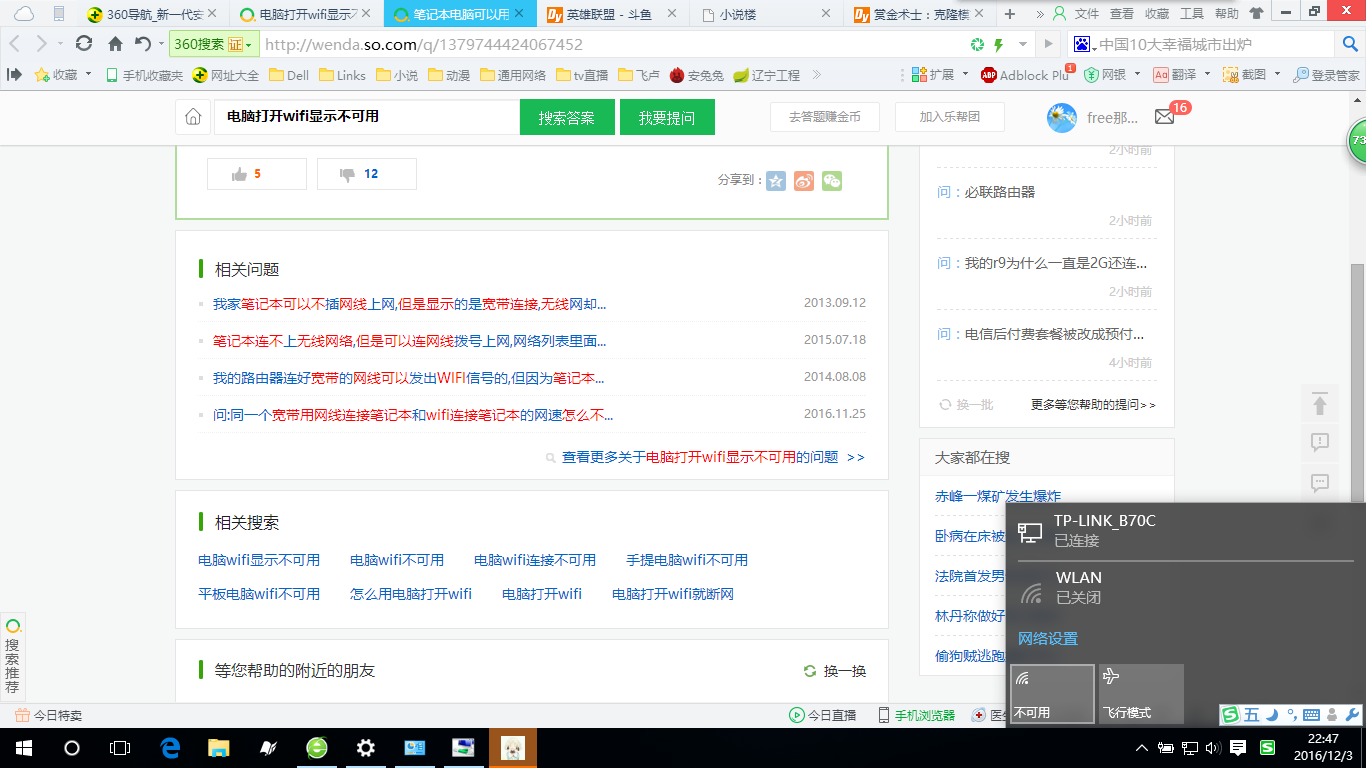 360导航_新一代安
电脑打开wifi显示不
笔记本电脑可以用
英雄联盟 - 斗鱼
小说楼
赏金术士：克隆模
文件 查看 收藏 工具 帮助
360搜索 证
http://wenda.so.com/q/1379744424067452
中国10大幸福城市出炉
收藏
手机收藏夹
网址大全
Dell
Links
小说
动漫
通用网络
tv直播
飞卢
安兔兔
辽宁工程
扩展
Adblock Plu
1
网银
翻译
截图
登录管家
电脑打开wifi显示不可用
搜索答案
我要提问
去答题赚金币
加入乐帮团
free那...
16
73
5
12
分享到：
2小时前
问：必联路由器
2小时前
问：我的r9为什么一直是2G还连...
2小时前
问：电信后付费套餐被改成预付...
4小时前
换一批
更多等您帮助的提问>>
相关问题
我家笔记本可以不插网线上网,但是显示的是宽带连接,无线网却...
2013.09.12
笔记本连不上无线网络,但是可以连网线拨号上网,网络列表里面...
2015.07.18
我的路由器连好宽带的网线可以发出WIFI信号的,但因为笔记本...
2014.08.08
问:同一个宽带用网线连接笔记本和wifi连接笔记本的网速怎么不...
2016.11.25
查看更多关于电脑打开wifi显示不可用的问题 >>
大家都在搜
赤峰一煤矿发生爆炸
卧病在床被
法院首发男
林丹称做好
偷狗贼逃跑
相关搜索
电脑wifi显示不可用
电脑wifi不可用
电脑wifi连接不可用
手提电脑wifi不可用
平板电脑wifi不可用
怎么用电脑打开wifi
电脑打开wifi
电脑打开wifi就断网
等您帮助的附近的朋友
换一换
搜索推荐
TP-LINK_B70C
已连接
WLAN
已关闭
网络设置
不可用
飞行模式
今日特卖
今日直播
手机浏览器
医生
五
22:47
2016/12/3